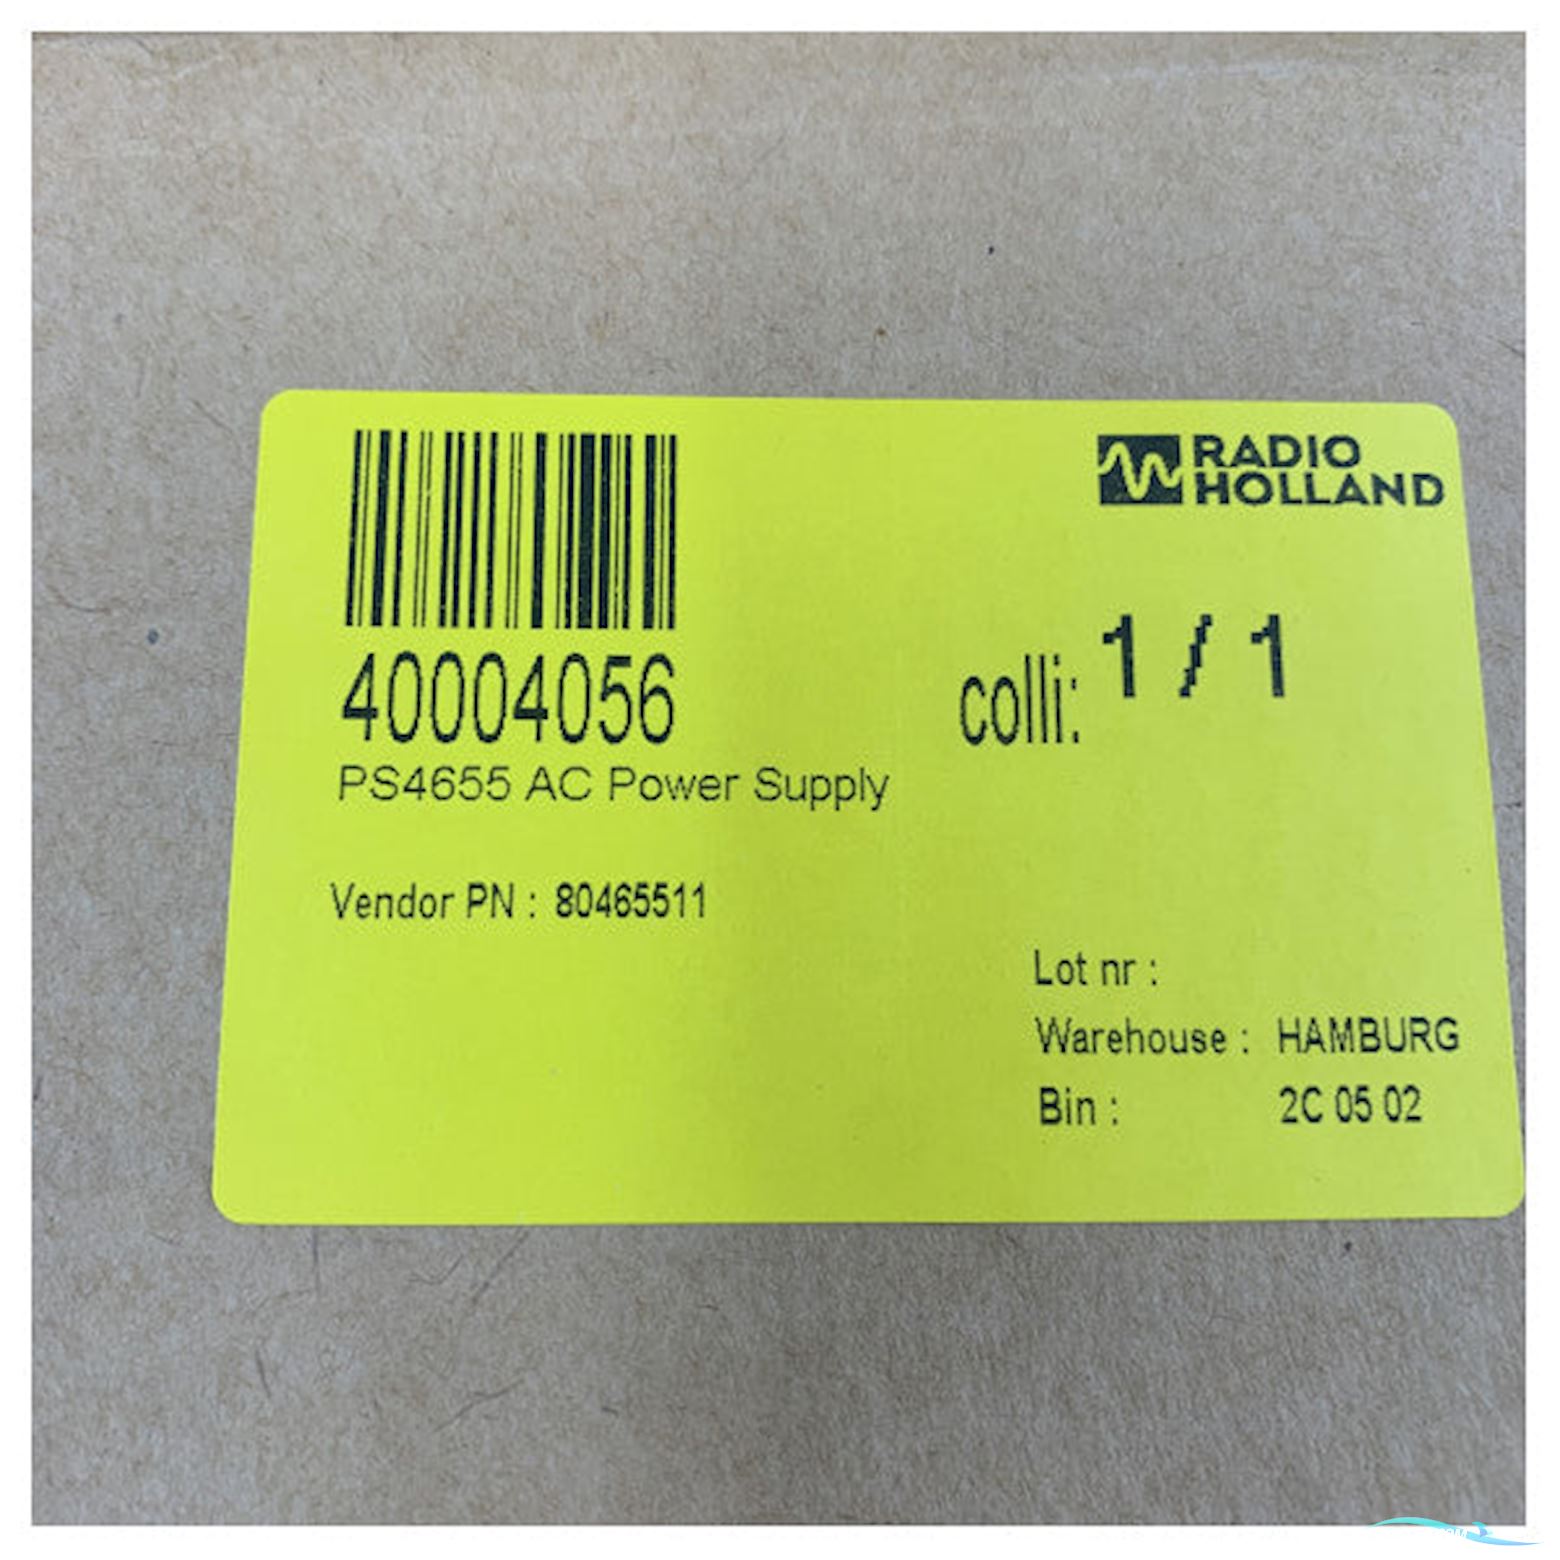 RADIO
HOLLAND
40004056
colli: 1 / 1
PS4655 AC Power Supply
Vendor PN : 80465511
Lot nr :
Warehouse : HAMBURG
Bin : 2C 05 02